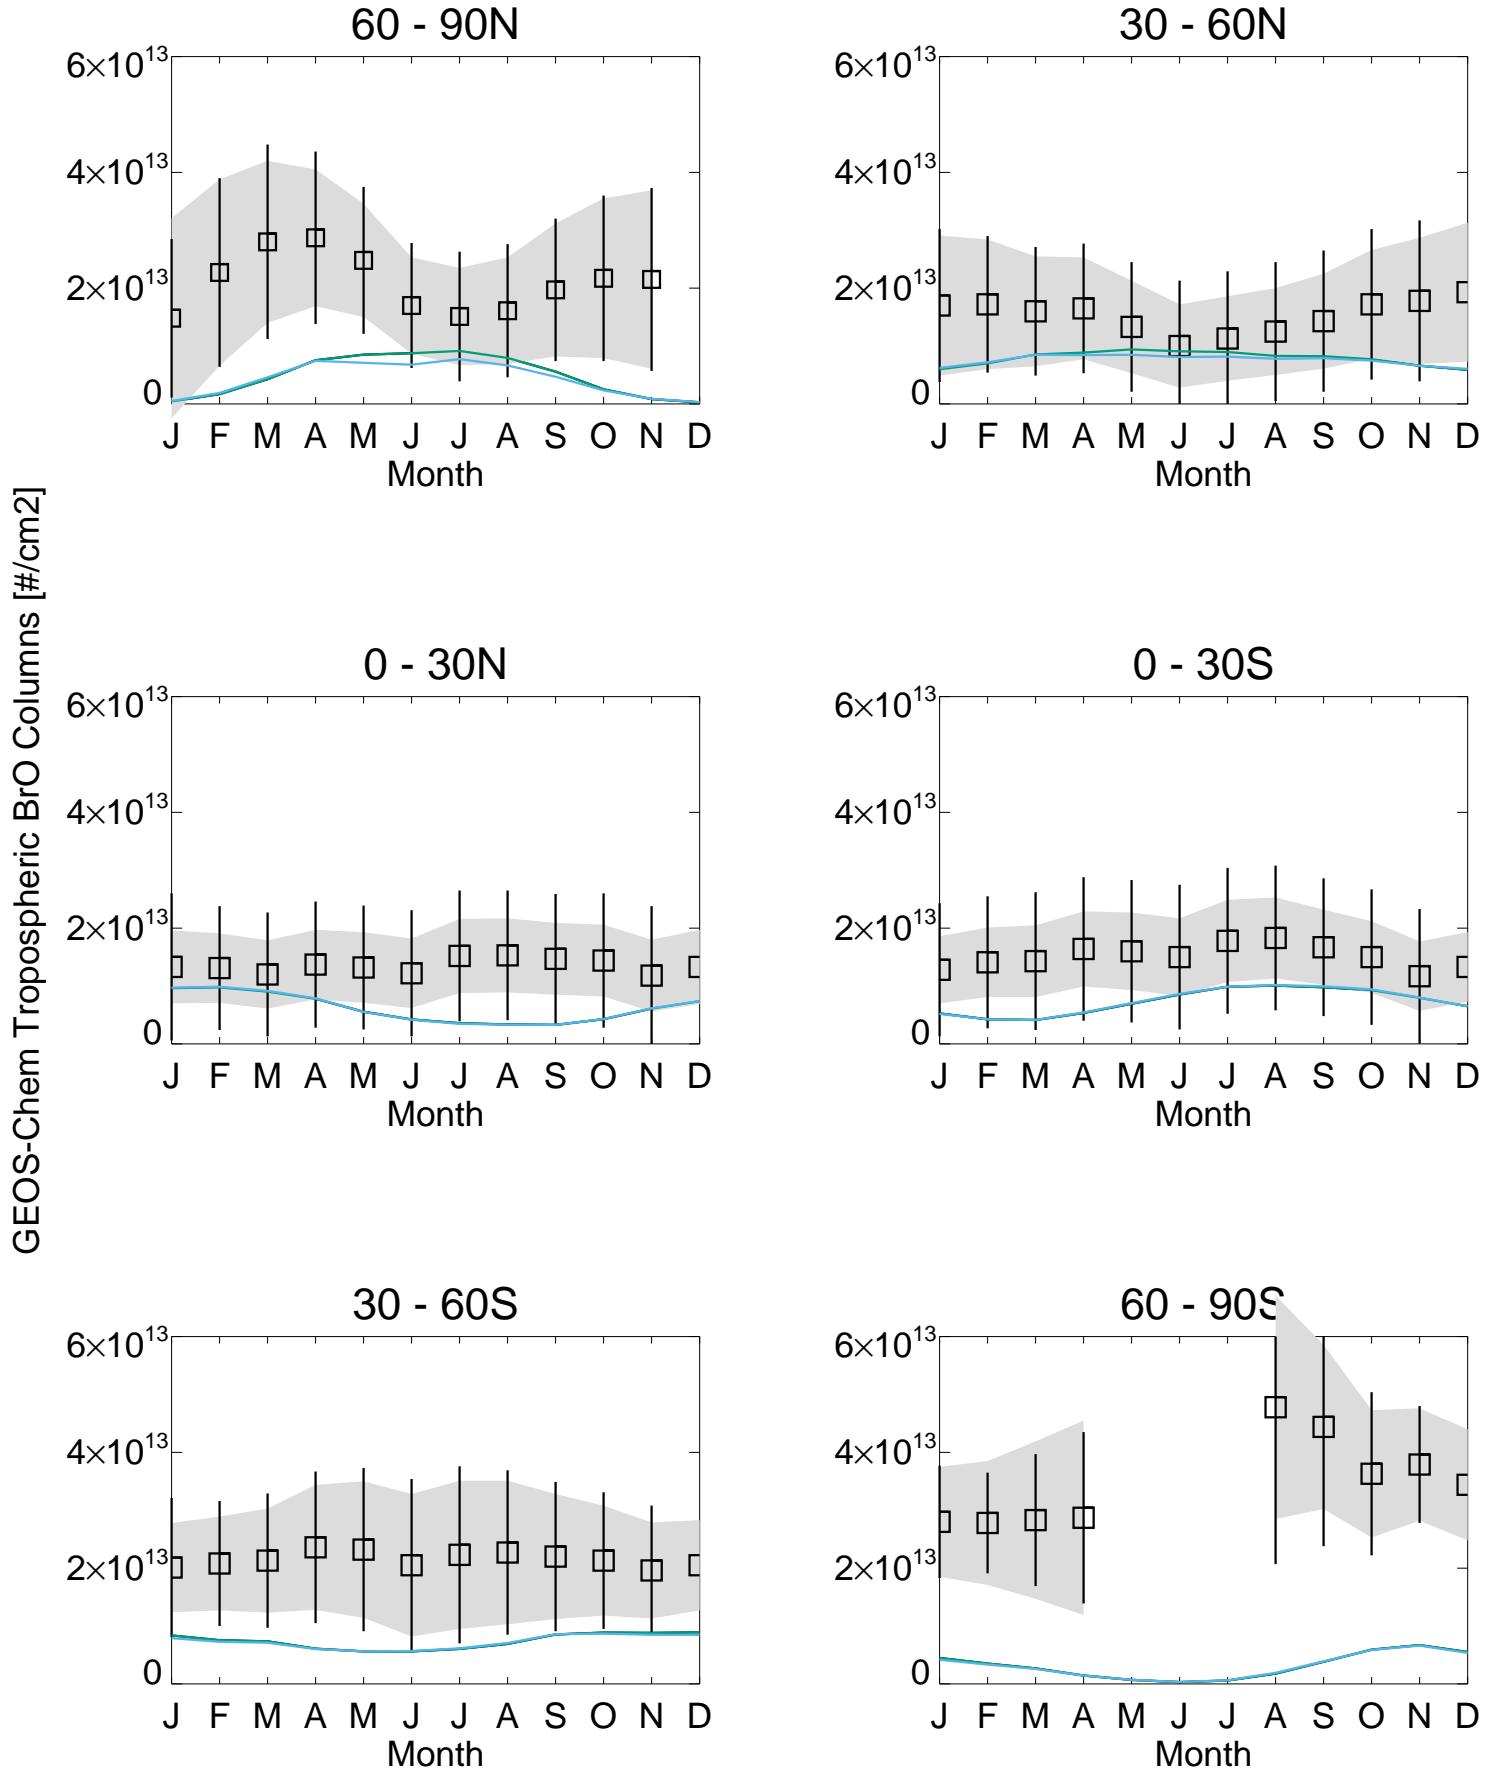 GEOS-Chem Tropospheric BrO Columns [#/cm2]
60 - 90N
6×10¹³
4×10¹³
2×10¹³
0
J F M A M J J A S O N D
Month
30 - 60N
6×10¹³
4×10¹³
2×10¹³
0
J F M A M J J A S O N D
Month
0 - 30N
6×10¹³
4×10¹³
2×10¹³
0
J F M A M J J A S O N D
Month
0 - 30S
6×10¹³
4×10¹³
2×10¹³
0
J F M A M J J A S O N D
Month
30 - 60S
6×10¹³
4×10¹³
2×10¹³
0
J F M A M J J A S O N D
Month
60 - 90S
6×10¹³
4×10¹³
2×10¹³
0
J F M A M J J A S O N D
Month